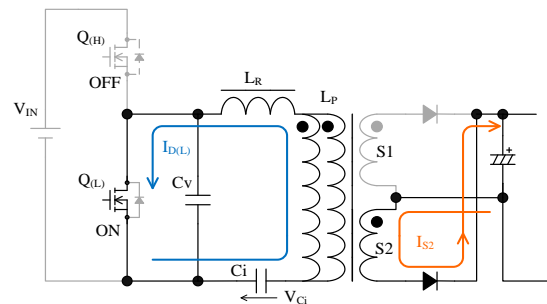 Q(H)
OFF
VIN
LR
LP
ID(L)
S1
+
Q(L)
CV
ON
S2
IS2
Ci
VCi